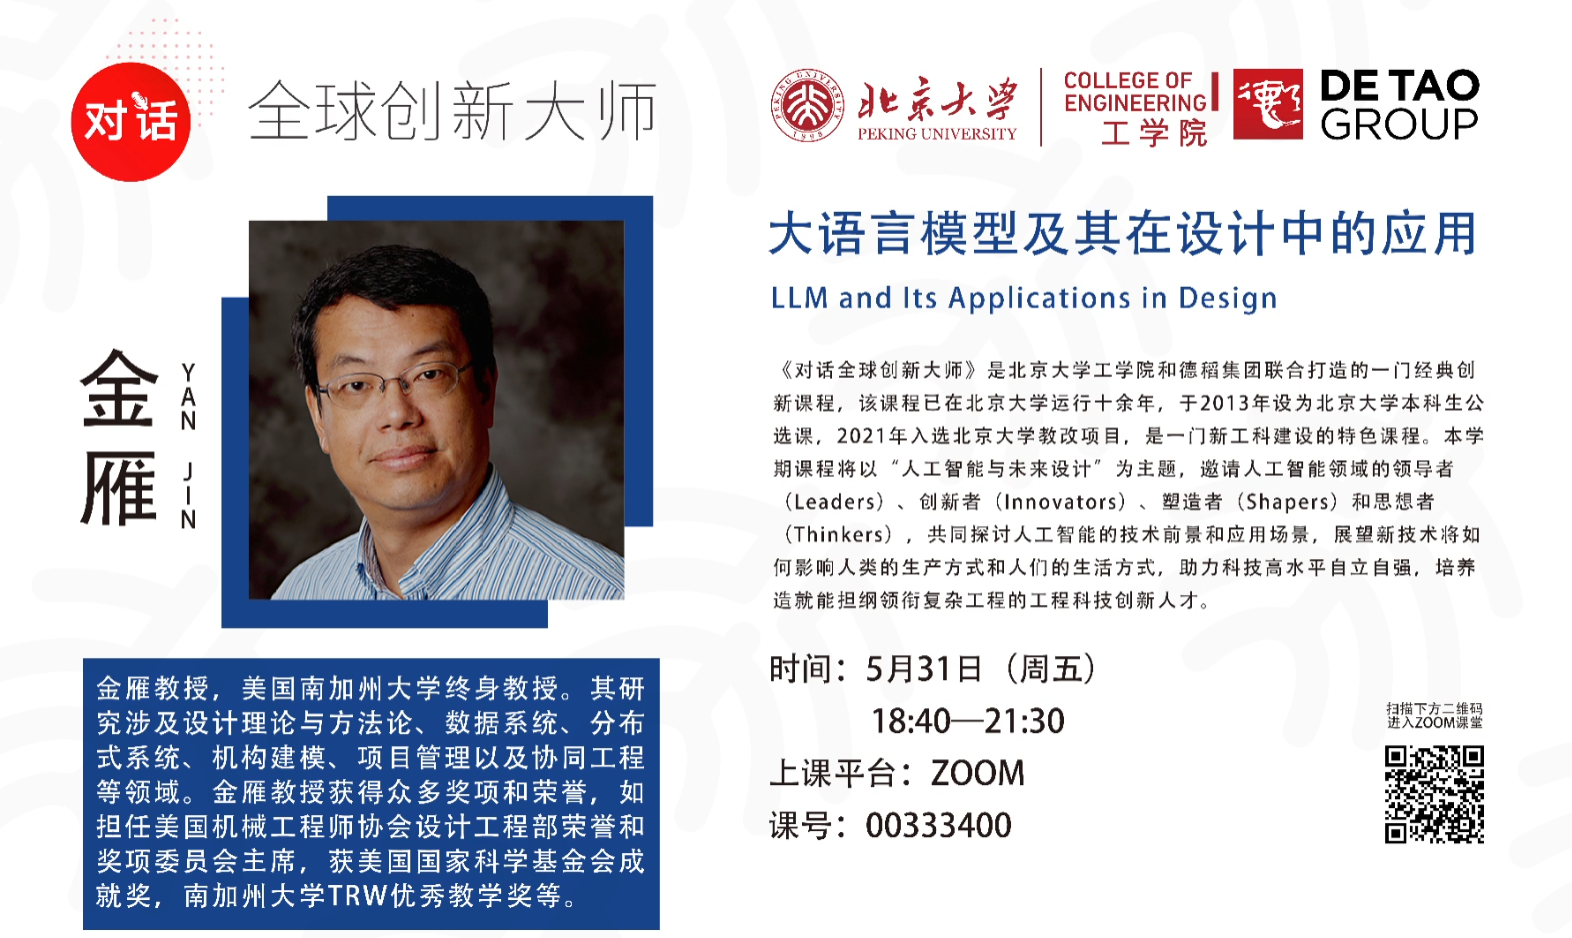 对话
全球创新大师
PEKING UNIVERSITY
1898
北京大学
PEKING UNIVERSITY
COLLEGE OF
ENGINEERING
工学院
德
DE TAO
GROUP
金雁
YAN JIN
大语言模型及其在设计中的应用
LLM and Its Applications in Design
《对话全球创新大师》是北京大学工学院和德稻集团联合打造的一门经典创
新课程，该课程已在北京大学运行十余年，于2013年设为北京大学本科生公
选课，2021年入选北京大学教改项目，是一门新工科建设的特色课程。本学
期课程将以“人工智能与未来设计”为主题，邀请人工智能领域的领导者
（Leaders）、创新者（Innovators）、塑造者（Shapers）和思想者
（Thinkers），共同探讨人工智能的技术前景和应用场景，展望新技术将如
何影响人类的生产方式和人们的生活方式，助力科技高水平自立自强，培养
造就能担纲领衔复杂工程的工程科技创新人才。
金雁教授，美国南加州大学终身教授。其研
究涉及设计理论与方法论、数据系统、分布
式系统、机构建模、项目管理以及协同工程
等领域。金雁教授获得众多奖项和荣誉，如
担任美国机械工程师协会设计工程部荣誉和
奖项委员会主席，获美国国家科学基金会成
就奖，南加州大学TRW优秀教学奖等。
时间：5月31日（周五）
18:40—21:30
上课平台：ZOOM
课号：00333400
扫描下方二维码
进入ZOOM课堂